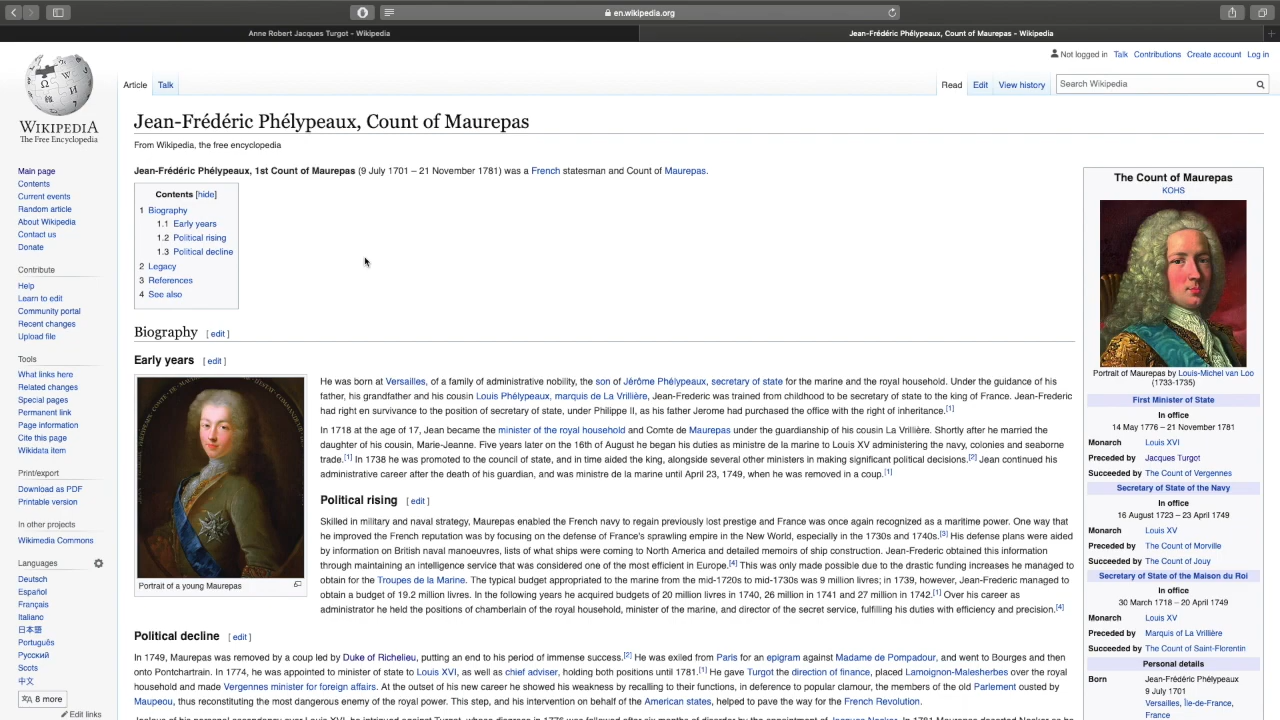 en.wikipedia.org
Anne Robert Jacques Turgot - Wikipedia
Jean-Frédéric Phélypeaux, Count of Maurepas - Wikipedia
Not logged in Talk Contributions Create account Log in
Article Talk
Read Edit View history Search Wikipedia
WIKIPEDIA
The Free Encyclopedia
Main page
Contents
Current events
Random article
About Wikipedia
Contact us
Donate
Contribute
Help
Learn to edit
Community portal
Recent changes
Upload file
Tools
What links here
Related changes
Special pages
Permanent link
Page information
Cite this page
Wikidata item
Print/export
Download as PDF
Printable version
In other projects
Wikimedia Commons
Languages
Deutsch
Español
Français
Italiano
日本語
Português
Русский
Scots
中文
8 more
Edit links
Jean-Frédéric Phélypeaux, Count of Maurepas
From Wikipedia, the free encyclopedia
Jean-Frédéric Phélypeaux, 1st Count of Maurepas (9 July 1701 – 21 November 1781) was a French statesman and Count of Maurepas.
Contents [hide]
1 Biography
1.1 Early years
1.2 Political rising
1.3 Political decline
2 Legacy
3 References
4 See also
Biography [ edit ]
Early years [ edit ]
Portrait of a young Maurepas
He was born at Versailles, of a family of administrative nobility, the son of Jérôme Phélypeaux, secretary of state for the marine and the royal household. Under the guidance of his
father, his grandfather and his cousin Louis Phélypeaux, marquis de La Vrillière, Jean-Frederic was trained from childhood to be secretary of state to the king of France. Jean-Frederic
had right en survivance to the position of secretary of state, under Philippe II, as his father Jerome had purchased the office with the right of inheritance.[1]
In 1718 at the age of 17, Jean became the minister of the royal household and Comte de Maurepas under the guardianship of his cousin La Vrilière. Shortly after he married the
daughter of his cousin, Marie-Jeanne. Five years later on the 16th of August he began his duties as ministre de la marine to Louis XV administering the navy, colonies and seaborne
trade.[1] In 1738 he was promoted to the council of state, and in time aided the king, alongside several other ministers in making significant political decisions.[2] Jean continued his
administrative career after the death of his guardian, and was ministre de la marine until April 23, 1749, when he was removed in a coup.[1]
Political rising [ edit ]
Skilled in military and naval strategy, Maurepas enabled the French navy to regain previously lost prestige and France was once again recognized as a maritime power. One way that
he improved the French reputation was by focusing on the defense of France's sprawling empire in the New World, especially in the 1730s and 1740s.[3] His defense plans were aided
by information on British naval manoeuvres, lists of what ships were coming to North America and detailed memoirs of ship construction. Jean-Frederic obtained this information
through maintaining an intelligence service that was considered one of the most efficient in Europe.[4] This was only made possible due to the drastic funding increases he managed to
obtain for the Troupes de la Marine. The typical budget appropriated to the marine from the mid-1720s to mid-1730s was 9 million livres; in 1739, however, Jean-Frederic managed to
obtain a budget of 19.2 million livres. In the following years he acquired budgets of 20 million livres in 1740, 26 million in 1741 and 27 million in 1742.[1] Over his career as
administrator he held the positions of chamberlain of the royal household, minister of the marine, and director of the secret service, fulfilling his duties with efficiency and precision.[4]
Political decline [ edit ]
In 1749, Maurepas was removed by a coup led by Duke of Richelieu, putting an end to his period of immense success.[2] He was exiled from Paris for an epigram against Madame de Pompadour, and went to Bourges and then
onto Pontchartrain. In 1774, he was appointed to minister of state to Louis XVI, as well as chief adviser, holding both positions until 1781.[1] He gave Turgot the direction of finance, placed Lamoignon-Malesherbes over the royal
household and made Vergennes minister for foreign affairs. At the outset of his new career he showed his weakness by recalling to their functions, in deference to popular clamour, the members of the old Parlement ousted by
Maupeou, thus reconstituting the most dangerous enemy of the royal power. This step, and his intervention on behalf of the American states, helped to pave the way for the French Revolution.
The Count of Maurepas
KOHS
Portrait of Maurepas by Louis-Michel van Loo
(1733-1735)
First Minister of State
In office
14 May 1776 – 21 November 1781
Monarch Louis XVI
Preceded by Jacques Turgot
Succeeded by The Count of Vergennes
Secretary of State of the Navy
In office
16 August 1723 – 23 April 1749
Monarch Louis XV
Preceded by The Count of Morville
Succeeded by The Count of Jouy
Secretary of State of the Maison du Roi
In office
30 March 1718 – 20 April 1749
Monarch Louis XV
Preceded by Marquis of La Vrillière
Succeeded by The Count of Saint-Florentin
Personal details
Born Jean-Frédéric Phélypeaux
9 July 1701
Versailles, Île-de-France,
France